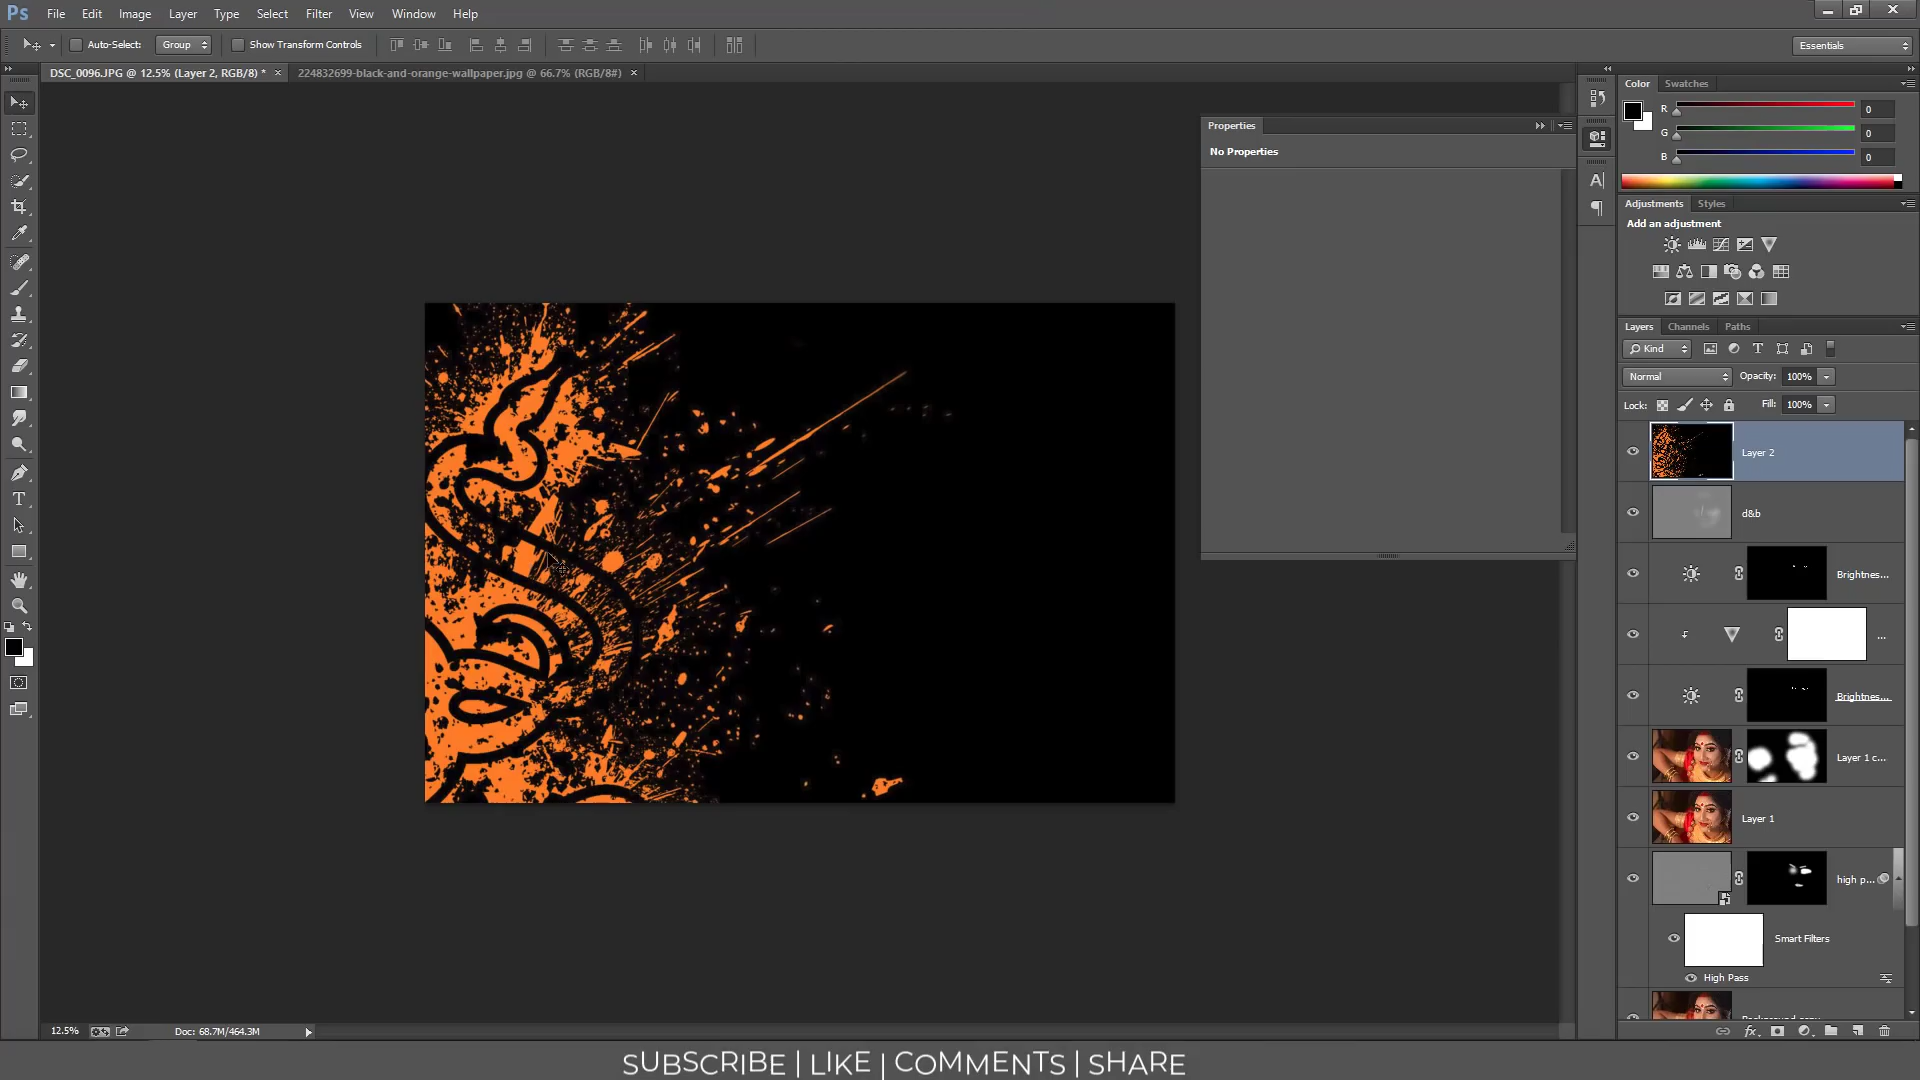 Ps File Edit Image Layer Type Select Filter View Window Help
Auto-Select: Group Show Transform Controls Essentials
DSC_0096.JPG @ 12.5% (Layer 2, RGB/8) * × 224832699-black-and-orange-wallpaper.jpg @ 66.7% (RGB/8#) ×
Properties
No Properties
Color Swatches
R 0
G 0
B 0
Adjustments Styles
Add an adjustment
Layers Channels Paths
Kind
Normal Opacity: 100%
Lock: Fill: 100%
Layer 2
d&b
Brightnes...
...
Brightnes...
Layer 1 c...
Layer 1
high p...
Smart Filters
High Pass
12.5% Doc: 68.7M/464.3M
SUBSCRIBE | LIKE | COMMENTS | SHARE